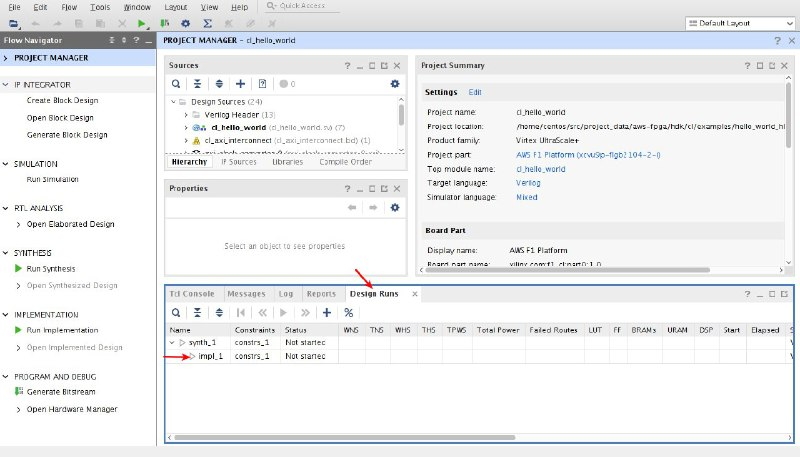 File Edit Flow Tools Window Layout View Help Quick Access
Default Layout
Flow Navigator
PROJECT MANAGER
IP INTEGRATOR
Create Block Design
Open Block Design
Generate Block Design
SIMULATION
Run Simulation
RTL ANALYSIS
Open Elaborated Design
SYNTHESIS
Run Synthesis
Open Synthesized Design
IMPLEMENTATION
Run Implementation
Open Implemented Design
PROGRAM AND DEBUG
Generate Bitstream
Open Hardware Manager
PROJECT MANAGER - cl_hello_world
Sources
0
Design Sources (24)
Verilog Header (13)
cl_hello_world (cl_hello_world.sv) (7)
cl_axi_interconnect (cl_axi_interconnect.bd) (1)
Hierarchy IP Sources Libraries Compile Order
Properties
Select an object to see properties
Project Summary
Settings Edit
Project name: cl_hello_world
Project location: /home/centos/src/project_data/aws-fpga/hdk/cl/examples/hello_world_hl
Product family: Virtex UltraScale+
Project part: AWS F1 Platform (xcvu9p-flgb2104-2-i)
Top module name: cl_hello_world
Target language: Verilog
Simulator language: Mixed
Board Part
Display name: AWS F1 Platform
Board part name: xilinx.com:f1_cl:part0:1.0
Tcl Console Messages Log Reports Design Runs
Name Constraints Status WNS TNS WHS THS TPWS Total Power Failed Routes LUT FF BRAMs URAM DSP Start Elapsed S
synth_1 constrs_1 Not started V
impl_1 constrs_1 Not started V